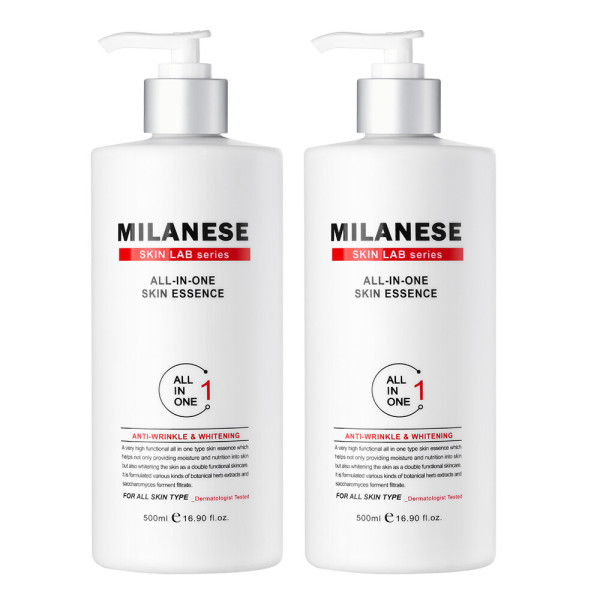 MILANESE
SKIN LAB series
ALL-IN-ONE
SKIN ESSENCE
ALL
IN
ONE
1
ANTI-WRINKLE & WHITENING
A very high functional all in one type skin essence which
helps not only providing moisture and nutrition into skin
but also whitening the skin as a double functional skincare.
It is formulated various kinds of botanical herb extracts and
saccharomyces ferment filtrate.
FOR ALL SKIN TYPE _Dermatologist Tested
500ml e 16.90 fl.oz.
MILANESE
SKIN LAB series
ALL-IN-ONE
SKIN ESSENCE
ALL
IN
ONE
1
ANTI-WRINKLE & WHITENING
A very high functional all in one type skin essence which
helps not only providing moisture and nutrition into skin
but also whitening the skin as a double functional skincare.
It is formulated various kinds of botanical herb extracts and
saccharomyces ferment filtrate.
FOR ALL SKIN TYPE _Dermatologist Tested
500ml e 16.90 fl.oz.